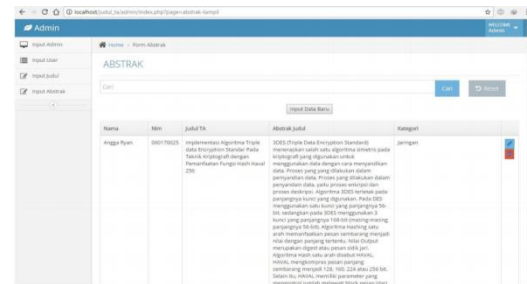 localhost/judul_ta/admin/index.php?page=abstrak-tampil
Admin
WELCOME
Admin
Input Admin
Input User
Input Judul
Input Abstrak
Home
Form Abstrak
ABSTRAK
Cari
Cari
Reset
Input Data Baru
Nama
Nim
Judul TA
Abstrak Judul
Kategori
Angga Riyan
060170025
Implementasi Algoritma Triple
data Encryption Standar Pada
Teknik Kriptografi dengan
Pemanfaatan Fungsi Hash Haval
256
3DES (Triple Data Encryption Standard)
merupakan salah satu algoritma simetris pada
kriptografi yang digunakan untuk
menggunakan data dengan cara menyandikan
data. Proses yang yang dilakukan dalam
penyandian data. Proses yang dilakukan dalam
penyandian data, yaitu proses enkripsi dan
proses deskripsi. Algoritma 3DES terletak pada
panjangnya kunci yang digunakan. Pada DES
menggunakan satu kunci yang panjangnya 56-
bit, sedangkan pada 3DES menggunakan 3
kunci yang panjangnya 168-bit (masing-masing
panjangnya 56-bit). Algoritma Hashing satu
arah memanfaatkan pesan sembarang menjadi
nilai dengan panjang tertentu. Nilai Output
merupakan digest atau pesan sidik jari.
Algoritma Hash satu arah disebut HAVAL.
HAVAL mengkompres pesan panjang
sembarang menjadi 128, 160, 224 atau 256 bit.
Selain itu, HAVAL memiliki parameter yang
Jaringan